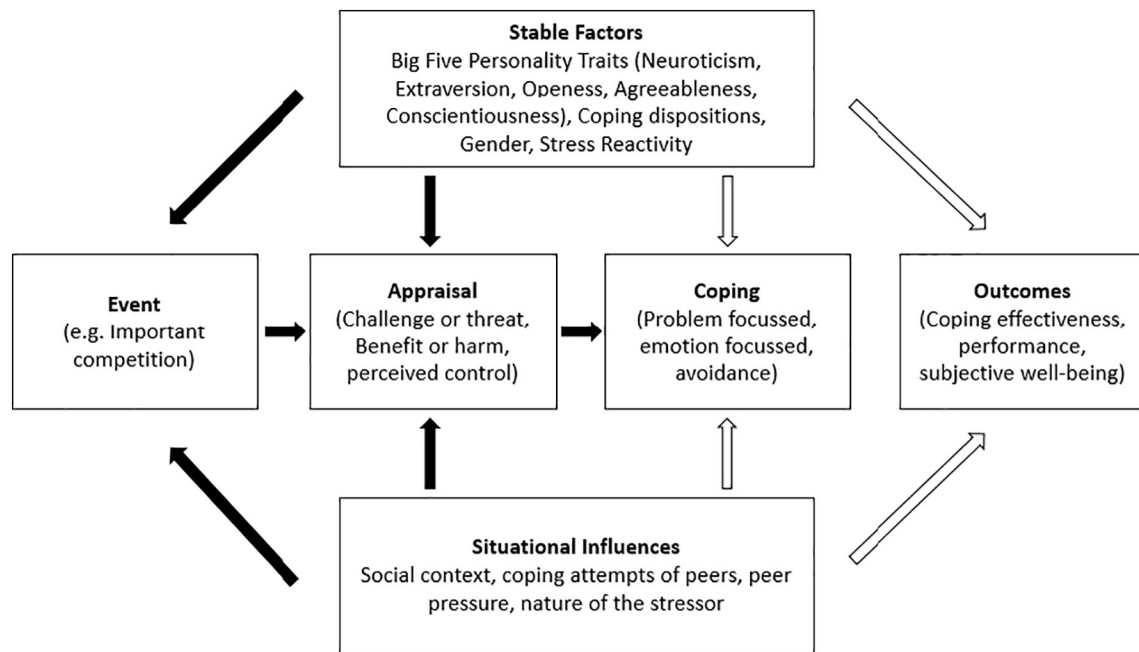 Stable Factors
Big Five Personality Traits (Neuroticism,
Extraversion, Openess, Agreeableness,
Conscientiousness), Coping dispositions,
Gender, Stress Reactivity
Event
(e.g. Important
competition)
Appraisal
(Challenge or threat,
Benefit or harm,
perceived control)
Coping
(Problem focussed,
emotion focussed,
avoidance)
Outcomes
(Coping effectiveness,
performance,
subjective well-being)
Situational Influences
Social context, coping attempts of peers, peer
pressure, nature of the stressor